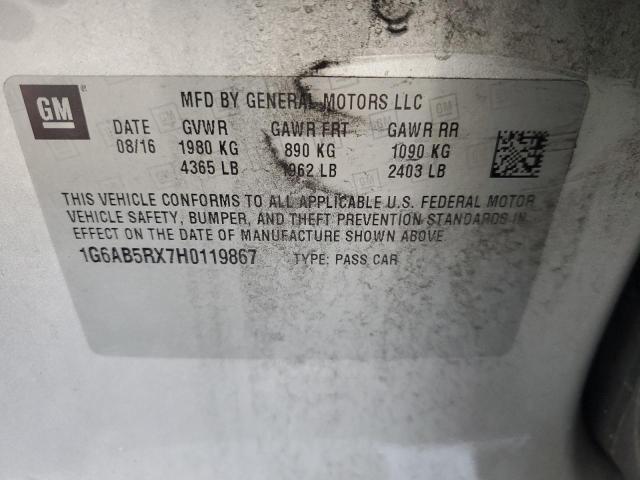 GM
MFD BY GENERAL MOTORS LLC
DATE GVWR GAWR FRT GAWR RR
08/16 1980 KG 890 KG 1090 KG
4365 LB 1962 LB 2403 LB
THIS VEHICLE CONFORMS TO ALL APPLICABLE U.S. FEDERAL MOTOR
VEHICLE SAFETY, BUMPER, AND THEFT PREVENTION STANDARDS IN
EFFECT ON THE DATE OF MANUFACTURE SHOWN ABOVE.
1G6AB5RX7H0119867 TYPE: PASS CAR